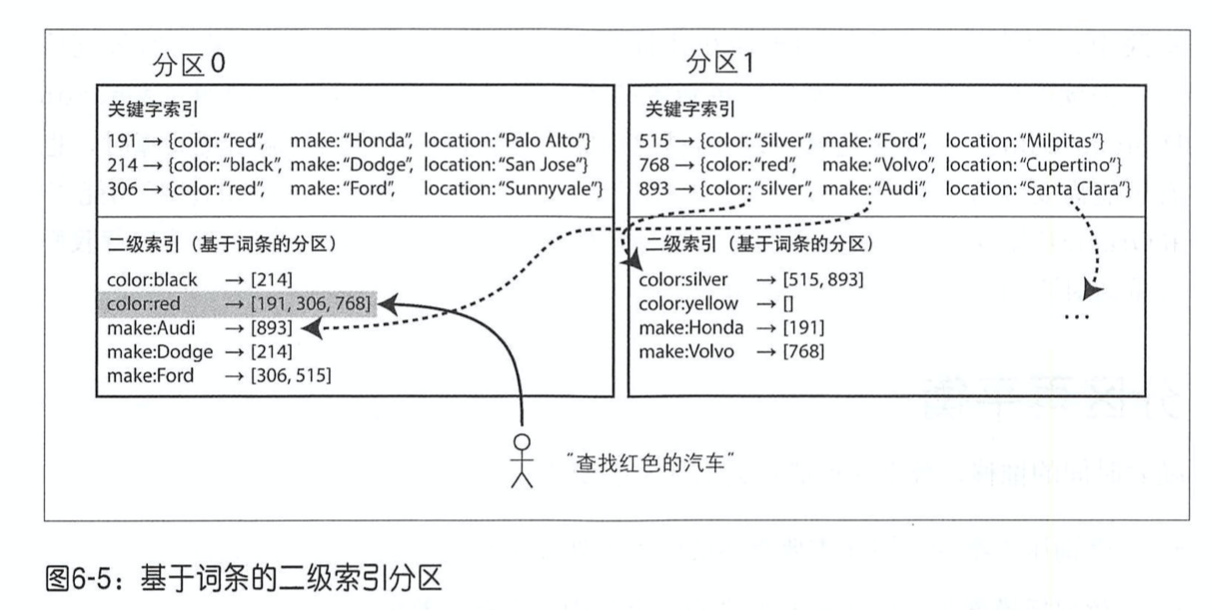 分区 0
关键字索引
191 → {color:“red”, make:“Honda”, location:“Palo Alto”}
214 → {color:“black”, make:“Dodge”, location:“San Jose”}
306 → {color:“red”, make:“Ford”, location:“Sunnyvale”}
二级索引（基于词条的分区）
color:black → [214]
color:red → [191, 306, 768]
make:Audi → [893]
make:Dodge → [214]
make:Ford → [306, 515]
分区 1
关键字索引
515 → {color:“silver”, make:“Ford”, location:“Milpitas”}
768 → {color:“red”, make:“Volvo”, location:“Cupertino”}
893 → {color:“silver”, make:“Audi”, location:“Santa Clara”}
二级索引（基于词条的分区）
color:silver → [515, 893]
color:yellow → []
make:Honda → [191]
make:Volvo → [768]
...
“查找红色的汽车”
图6-5：基于词条的二级索引分区